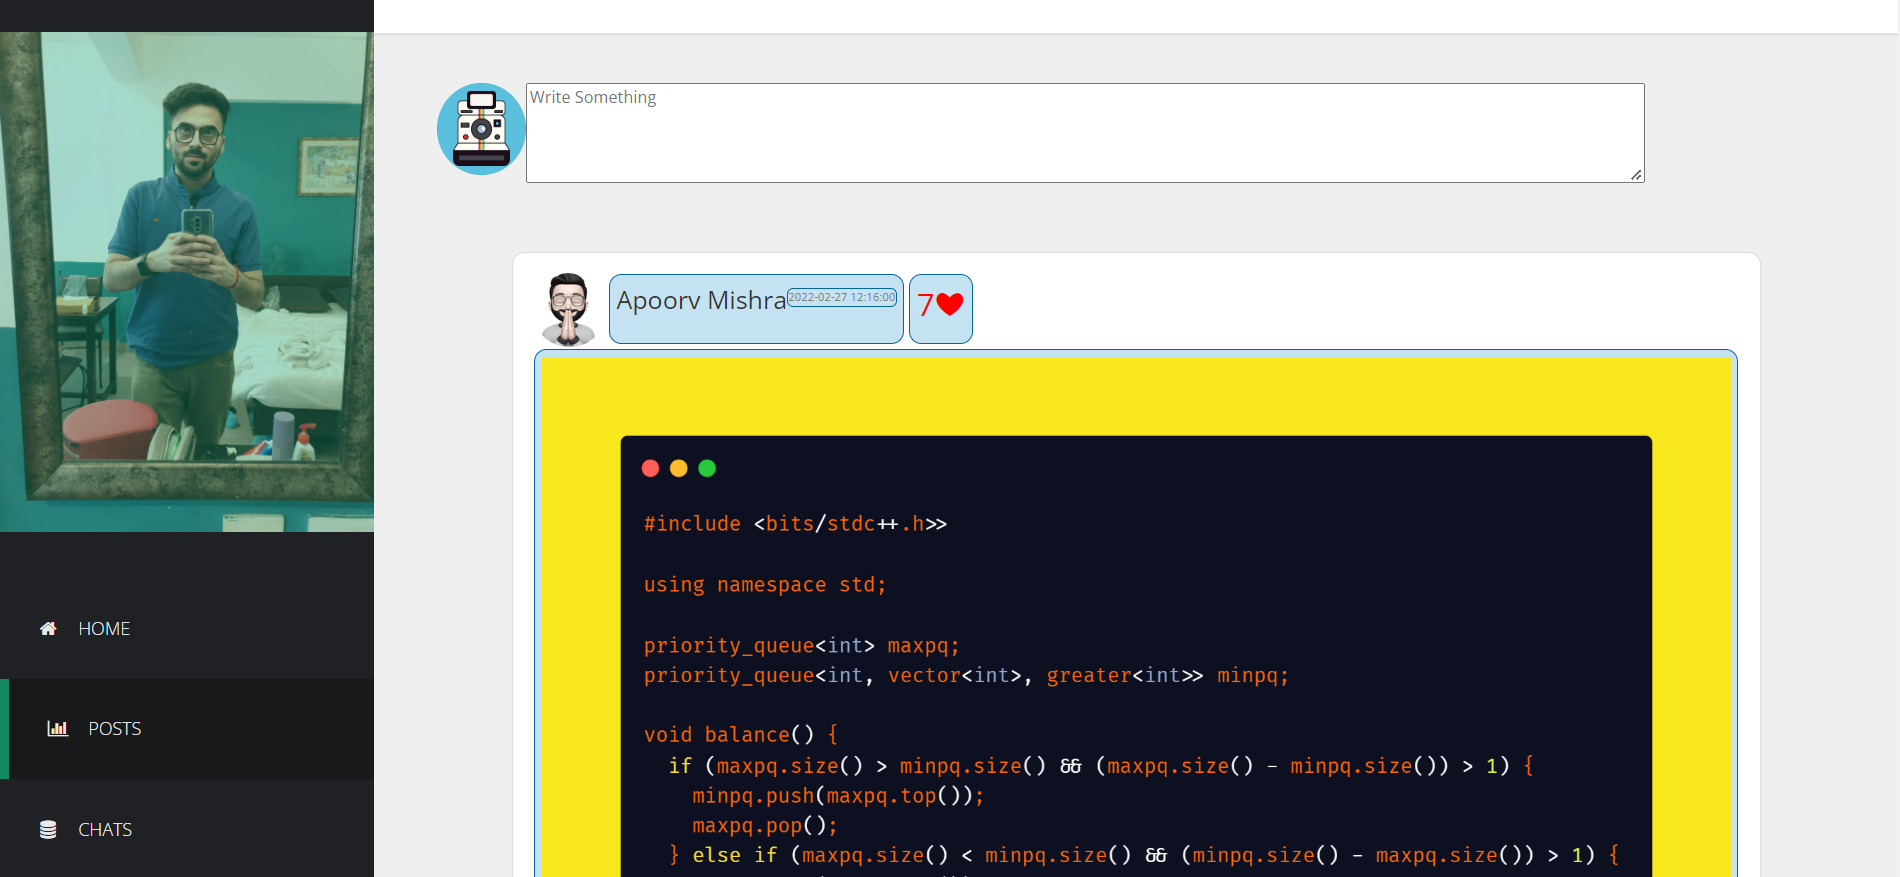 Write Something
Apoorv Mishra 2022-02-27 12:16:00 7
#include <bits/stdc++.h>>
using namespace std;
priority_queue<int> maxpq;
priority_queue<int, vector<int>, greater<int>> minpq;
void balance() {
if (maxpq.size() > minpq.size() && (maxpq.size() - minpq.size()) > 1) {
minpq.push(maxpq.top());
maxpq.pop();
} else if (maxpq.size() < minpq.size() && (minpq.size() - maxpq.size()) > 1) {
HOME
POSTS
CHATS